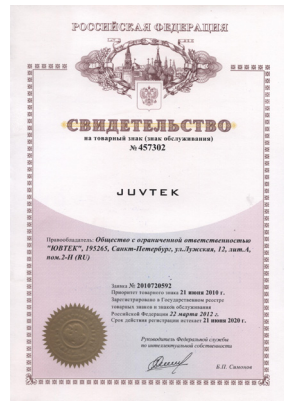 РОССИЙСКАЯ ФЕДЕРАЦИЯ
СВИДЕТЕЛЬСТВО
на товарный знак (знак обслуживания)
№ 457302
JUVTEK
Правообладатель: Общество с ограниченной ответственностью
"ЮВТЕК", 195265, Санкт-Петербург, ул.Лужская, 12, лит.А,
пом.2-Н (RU)
Заявка № 2010720592
Приоритет товарного знака 21 июня 2010 г.
Зарегистрировано в Государственном реестре
товарных знаков и знаков обслуживания
Российской Федерации 22 марта 2012 г.
Срок действия регистрации истекает 21 июня 2020 г.
Руководитель Федеральной службы
по интеллектуальной собственности
Б.П. Симонов